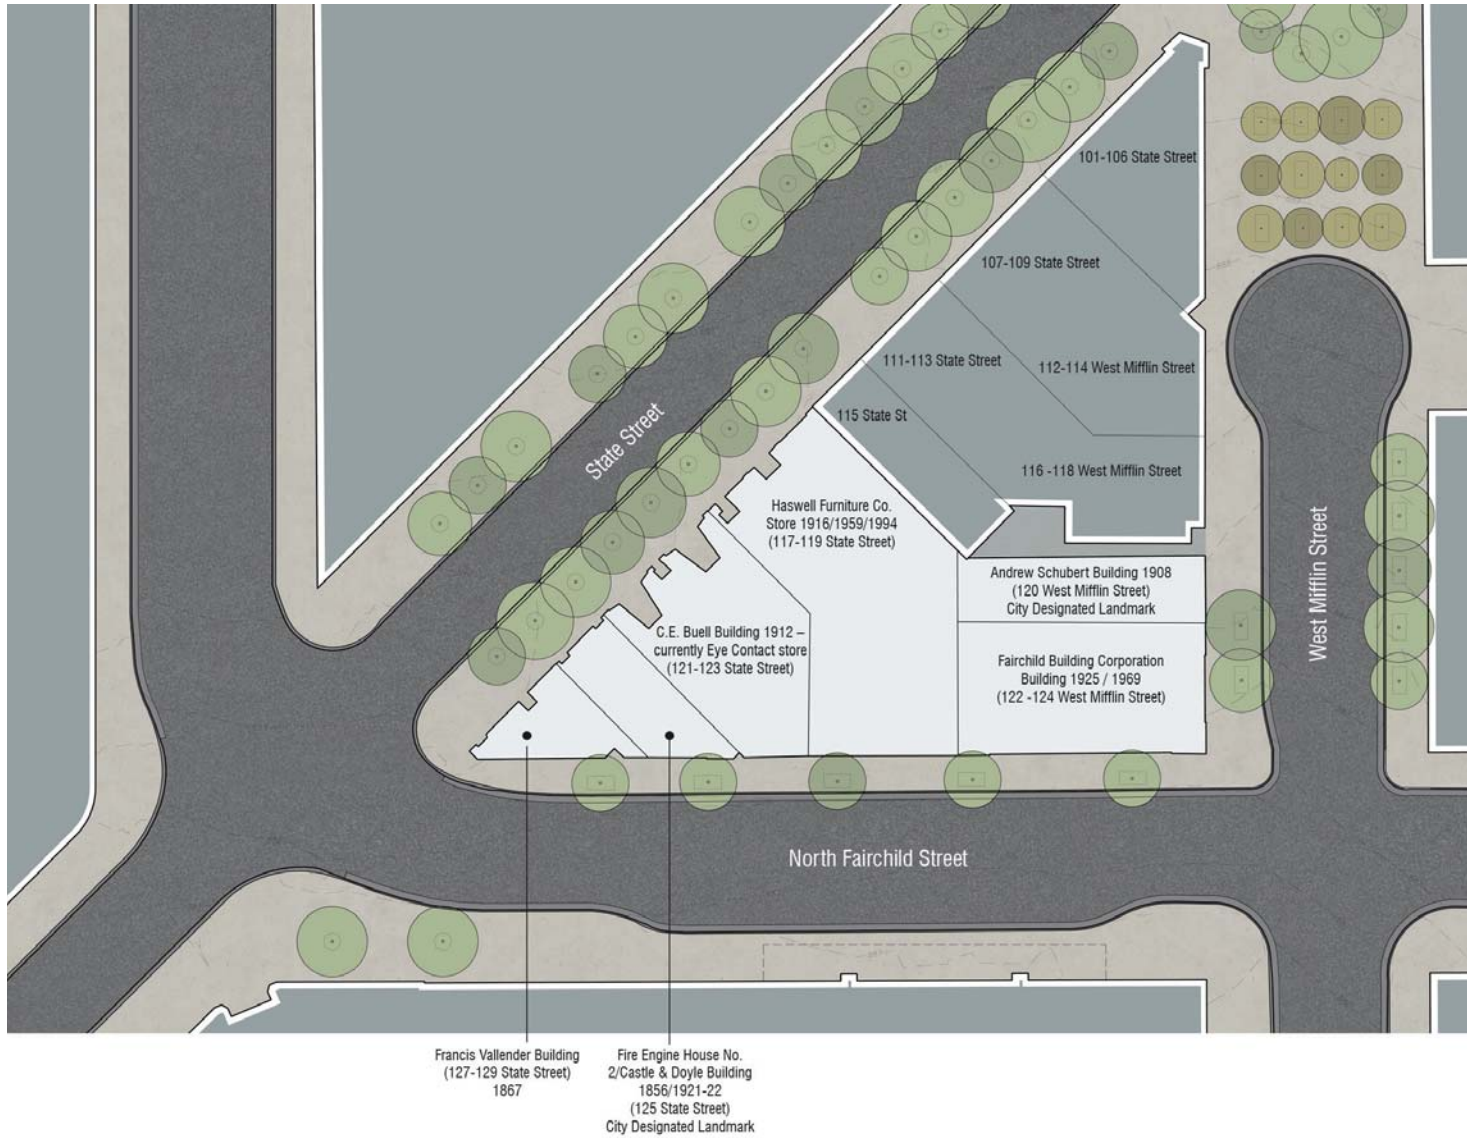 101-106 State Street
107-109 State Street
111-113 State Street
112-114 West Mifflin Street
115 State St
116 -118 West Mifflin Street
State Street
Haswell Furniture Co.
Store 1916/1959/1994
(117-119 State Street)
West Mifflin Street
Andrew Schubert Building 1908
(120 West Mifflin Street)
City Designated Landmark
C.E. Buell Building 1912 –
currently Eye Contact store
(121-123 State Street)
Fairchild Building Corporation
Building 1925 / 1969
(122 -124 West Mifflin Street)
North Fairchild Street
Francis Vallender Building
(127-129 State Street)
1867
Fire Engine House No.
2/Castle & Doyle Building
1856/1921-22
(125 State Street)
City Designated Landmark